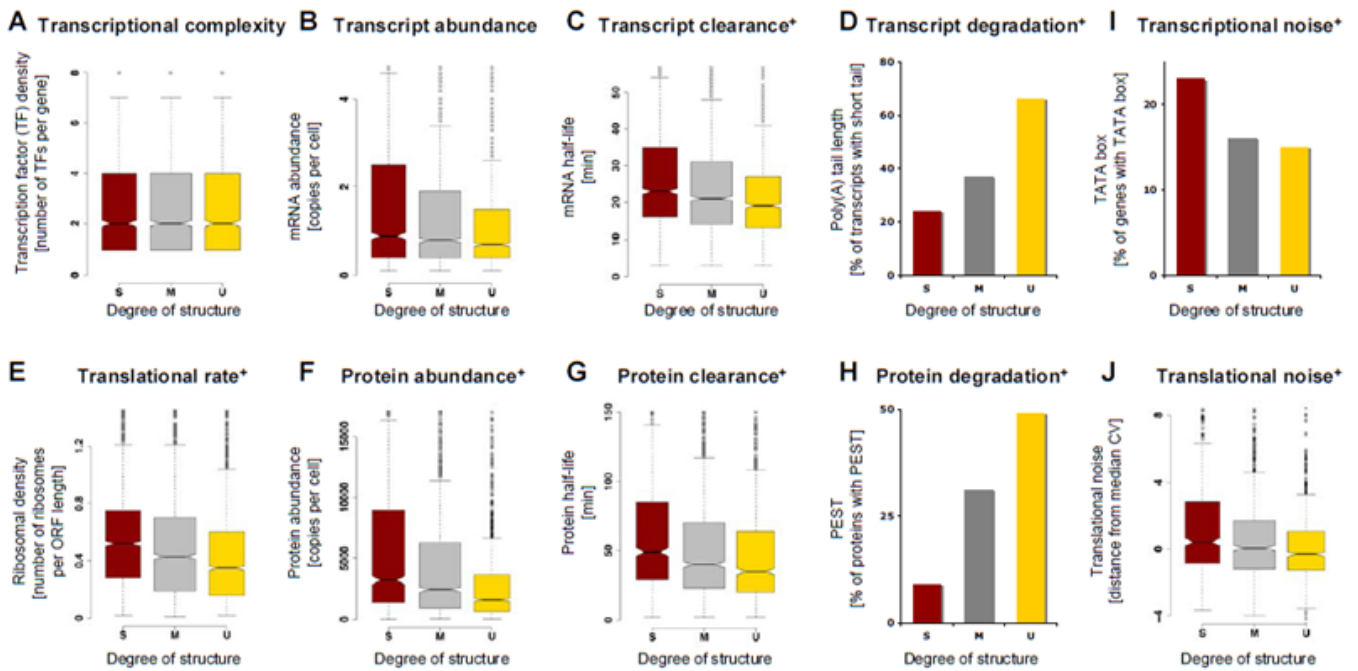 A Transcriptional complexity
Transcription factor (TF) density
[number of TFs per gene]
8
6
4
2
0
S M U
Degree of structure
B Transcript abundance
mRNA abundance
[copies per cell]
4
2
0
S M U
Degree of structure
C Transcript clearance+
mRNA half-life
[min]
50
40
30
20
10
0
S M U
Degree of structure
D Transcript degradation+
Poly(A) tail length
[% of transcripts with short tail]
80
60
40
20
0
S M U
Degree of structure
I Transcriptional noise+
TATA box
[% of genes with TATA box]
20
10
0
S M U
Degree of structure
E Translational rate+
Ribosomal density
[number of ribosomes
per ORF length]
1.2
0.8
0.4
0
S M U
Degree of structure
F Protein abundance+
Protein abundance
[copies per cell]
15000
10000
5000
0
S M U
Degree of structure
G Protein clearance+
Protein half-life
[min]
150
100
50
0
S M U
Degree of structure
H Protein degradation+
PEST
[% of proteins with PEST]
50
25
0
S M U
Degree of structure
J Translational noise+
Translational noise
[distance from median CV]
8
4
0
-4
S M U
Degree of structure